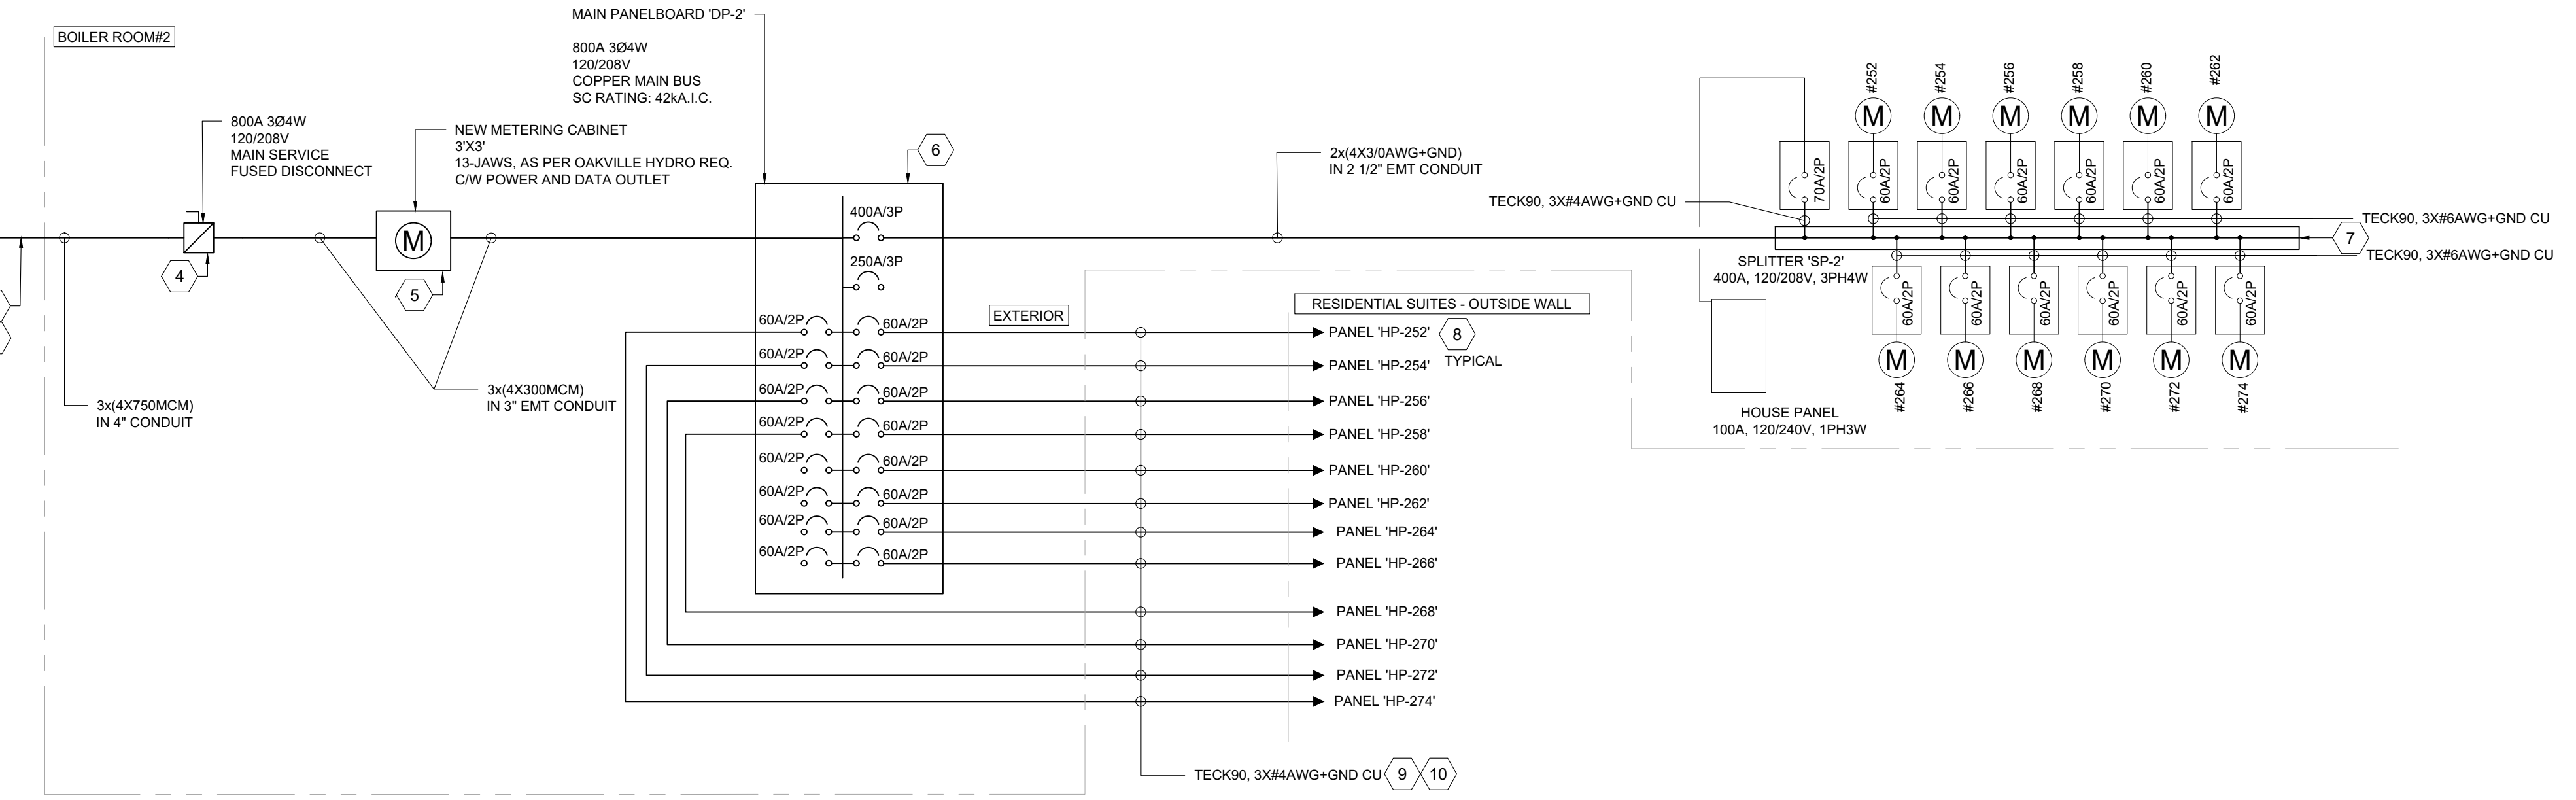 BOILER ROOM#2
800A 3Ø4W
120/208V
MAIN SERVICE
FUSED DISCONNECT
4
3x(4X750MCM)
IN 4" CONDUIT
NEW METERING CABINET
3'X3'
13-JAWS, AS PER OAKVILLE HYDRO REQ.
C/W POWER AND DATA OUTLET
M
5
3x(4X300MCM)
IN 3" EMT CONDUIT
MAIN PANELBOARD 'DP-2'
800A 3Ø4W
120/208V
COPPER MAIN BUS
SC RATING: 42kA.I.C.
6
400A/3P
250A/3P
60A/2P 60A/2P
60A/2P 60A/2P
60A/2P 60A/2P
60A/2P 60A/2P
60A/2P 60A/2P
60A/2P 60A/2P
60A/2P 60A/2P
60A/2P 60A/2P
EXTERIOR
RESIDENTIAL SUITES - OUTSIDE WALL
PANEL 'HP-252'
8
TYPICAL
PANEL 'HP-254'
PANEL 'HP-256'
PANEL 'HP-258'
PANEL 'HP-260'
PANEL 'HP-262'
PANEL 'HP-264'
PANEL 'HP-266'
PANEL 'HP-268'
PANEL 'HP-270'
PANEL 'HP-272'
PANEL 'HP-274'
TECK90, 3X#4AWG+GND CU 9 10
2x(4X3/0AWG+GND)
IN 2 1/2" EMT CONDUIT
TECK90, 3X#4AWG+GND CU
#252 #254 #256 #258 #260 #262
M M M M M M
70A/2P 60A/2P 60A/2P 60A/2P 60A/2P 60A/2P 60A/2P
TECK90, 3X#6AWG+GND CU
7
TECK90, 3X#6AWG+GND CU
SPLITTER 'SP-2'
400A, 120/208V, 3PH4W
60A/2P 60A/2P 60A/2P 60A/2P 60A/2P 60A/2P
M M M M M M
#264 #266 #268 #270 #272 #274
HOUSE PANEL
100A, 120/240V, 1PH3W